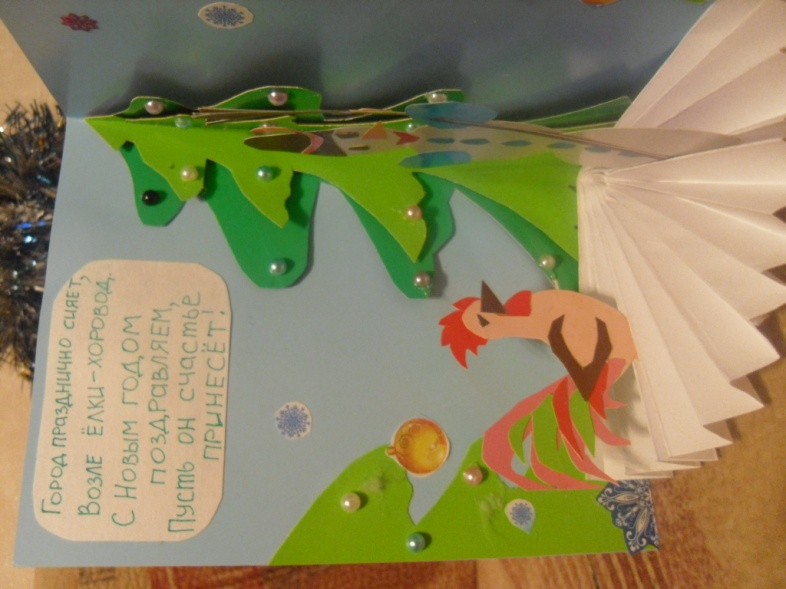 Город празднично сияет,
Возле ёлки-хоровод.
С Новым годом
поздравляем,
Пусть он счастье
принесёт!